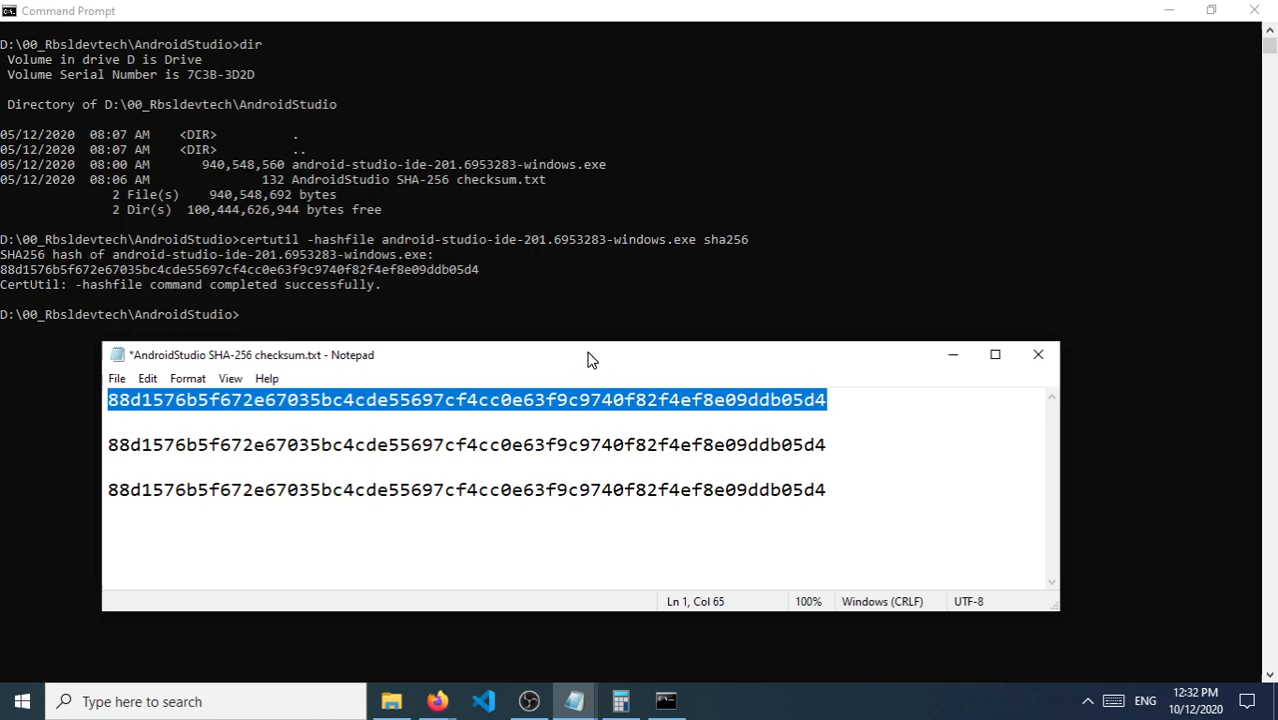 Command Prompt
D:\00_Rbsldevtech\AndroidStudio>dir
Volume in drive D is Drive
Volume Serial Number is 7C3B-3D2D
Directory of D:\00_Rbsldevtech\AndroidStudio
05/12/2020 08:07 AM <DIR> .
05/12/2020 08:07 AM <DIR> ..
05/12/2020 08:00 AM 940,548,560 android-studio-ide-201.6953283-windows.exe
05/12/2020 08:06 AM 132 AndroidStudio SHA-256 checksum.txt
2 File(s) 940,548,692 bytes
2 Dir(s) 100,444,626,944 bytes free
D:\00_Rbsldevtech\AndroidStudio>certutil -hashfile android-studio-ide-201.6953283-windows.exe sha256
SHA256 hash of android-studio-ide-201.6953283-windows.exe:
88d1576b5f672e67035bc4cde55697cf4cc0e63f9c9740f82f4ef8e09ddb05d4
CertUtil: -hashfile command completed successfully.
D:\00_Rbsldevtech\AndroidStudio>
*AndroidStudio SHA-256 checksum.txt - Notepad
File Edit Format View Help
88d1576b5f672e67035bc4cde55697cf4cc0e63f9c9740f82f4ef8e09ddb05d4
88d1576b5f672e67035bc4cde55697cf4cc0e63f9c9740f82f4ef8e09ddb05d4
88d1576b5f672e67035bc4cde55697cf4cc0e63f9c9740f82f4ef8e09ddb05d4
Ln 1, Col 65 100% Windows (CRLF) UTF-8
Type here to search
ENG
12:32 PM
10/12/2020